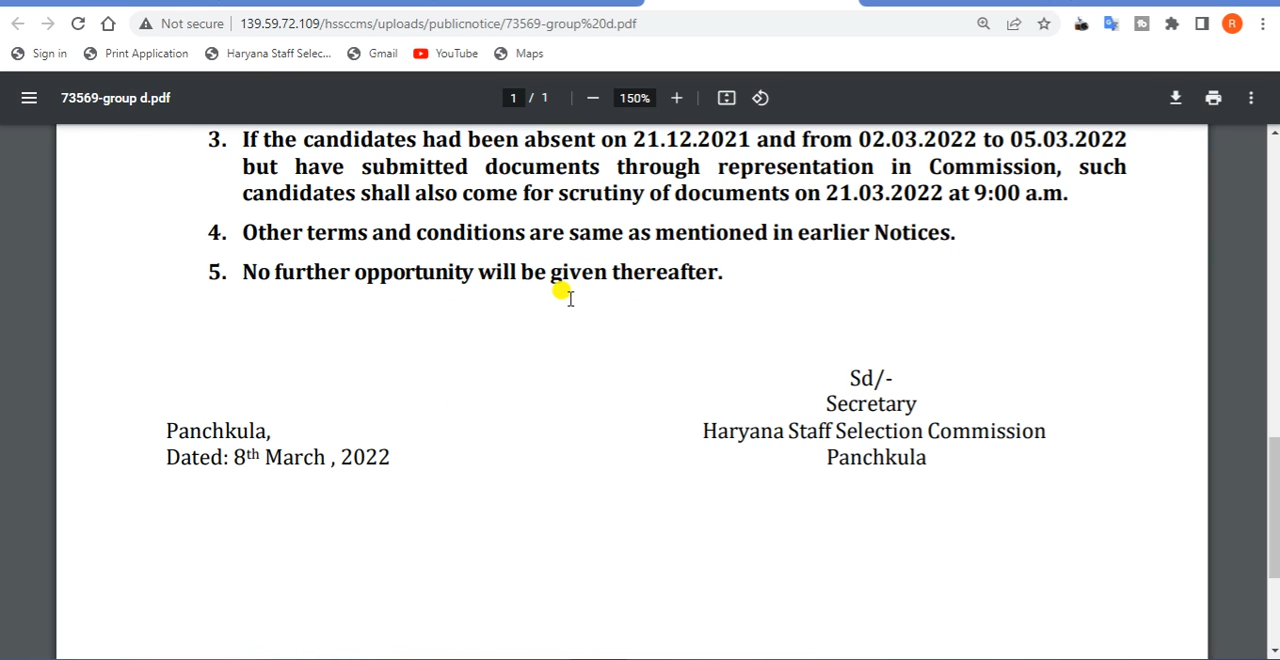 Not secure | 139.59.72.109/hssccms/uploads/publicnotice/73569-group%20d.pdf
R
Sign in Print Application Haryana Staff Selec... Gmail YouTube Maps
73569-group d.pdf 1 / 1 150%
3. If the candidates had been absent on 21.12.2021 and from 02.03.2022 to 05.03.2022
but have submitted documents through representation in Commission, such
candidates shall also come for scrutiny of documents on 21.03.2022 at 9:00 a.m.
4. Other terms and conditions are same as mentioned in earlier Notices.
5. No further opportunity will be given thereafter.
Sd/-
Secretary
Panchkula, Haryana Staff Selection Commission
Dated: 8th March , 2022 Panchkula